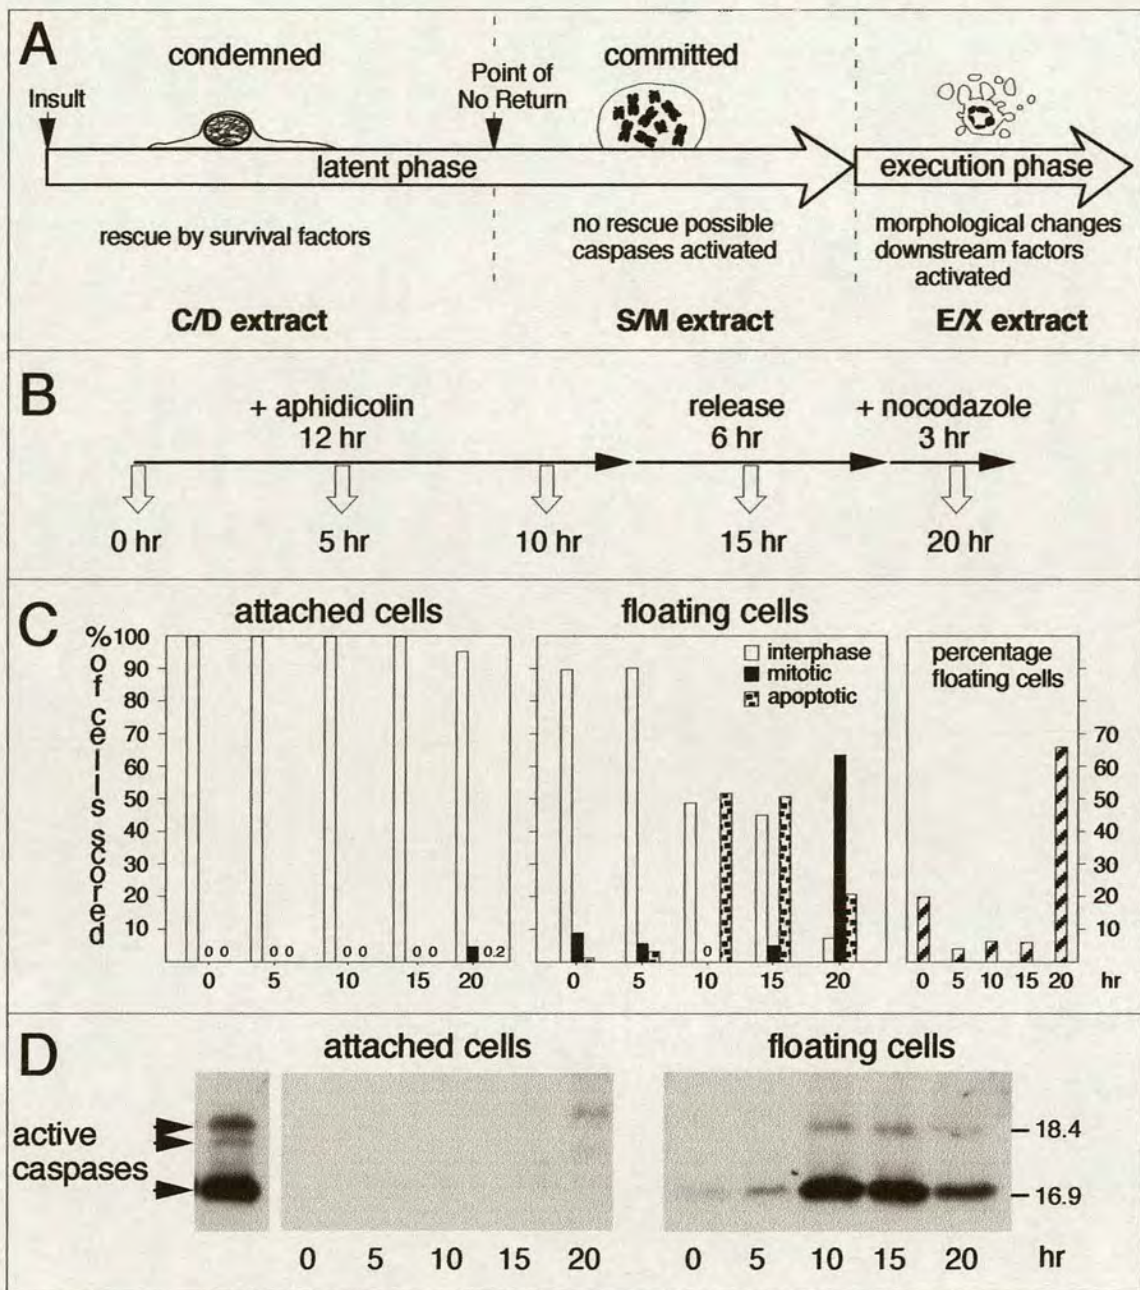 A
condemned
Point of
No Return
committed
Insult
latent phase
execution phase
rescue by survival factors
no rescue possible
caspases activated
morphological changes
downstream factors
activated
C/D extract
S/M extract
E/X extract
B
+ aphidicolin
12 hr
release
6 hr
+ nocodazole
3 hr
0 hr
5 hr
10 hr
15 hr
20 hr
C
attached cells
floating cells
% of cells scored
100
90
80
70
60
50
40
30
20
10
0 0
0 0
0 0
0 0
0.2
0 5 10 15 20
interphase
mitotic
apoptotic
0
0 5 10 15 20
percentage
floating cells
70
60
50
40
30
20
10
0 5 10 15 20 hr
D
attached cells
floating cells
active
caspases
18.4
16.9
0 5 10 15 20
0 5 10 15 20 hr